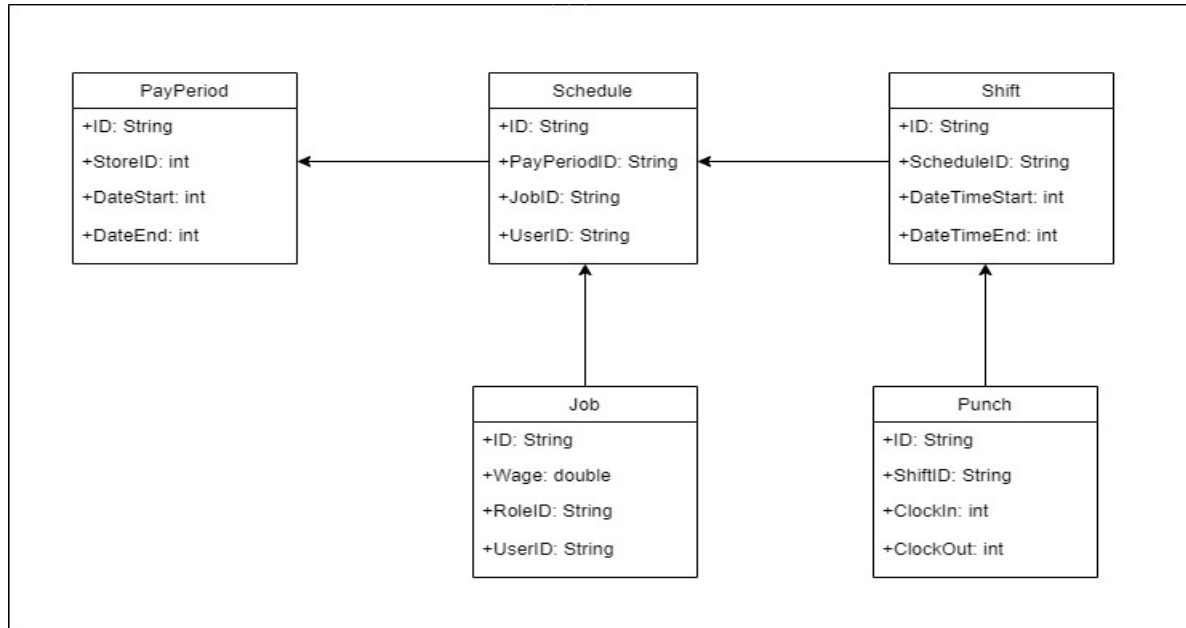 PayPeriod
+ID: String
+StoreID: int
+DateStart: int
+DateEnd: int
Schedule
+ID: String
+PayPeriodID: String
+JobID: String
+UserID: String
Shift
+ID: String
+ScheduleID: String
+DateTimeStart: int
+DateTimeEnd: int
Job
+ID: String
+Wage: double
+RoleID: String
+UserID: String
Punch
+ID: String
+ShiftID: String
+ClockIn: int
+ClockOut: int